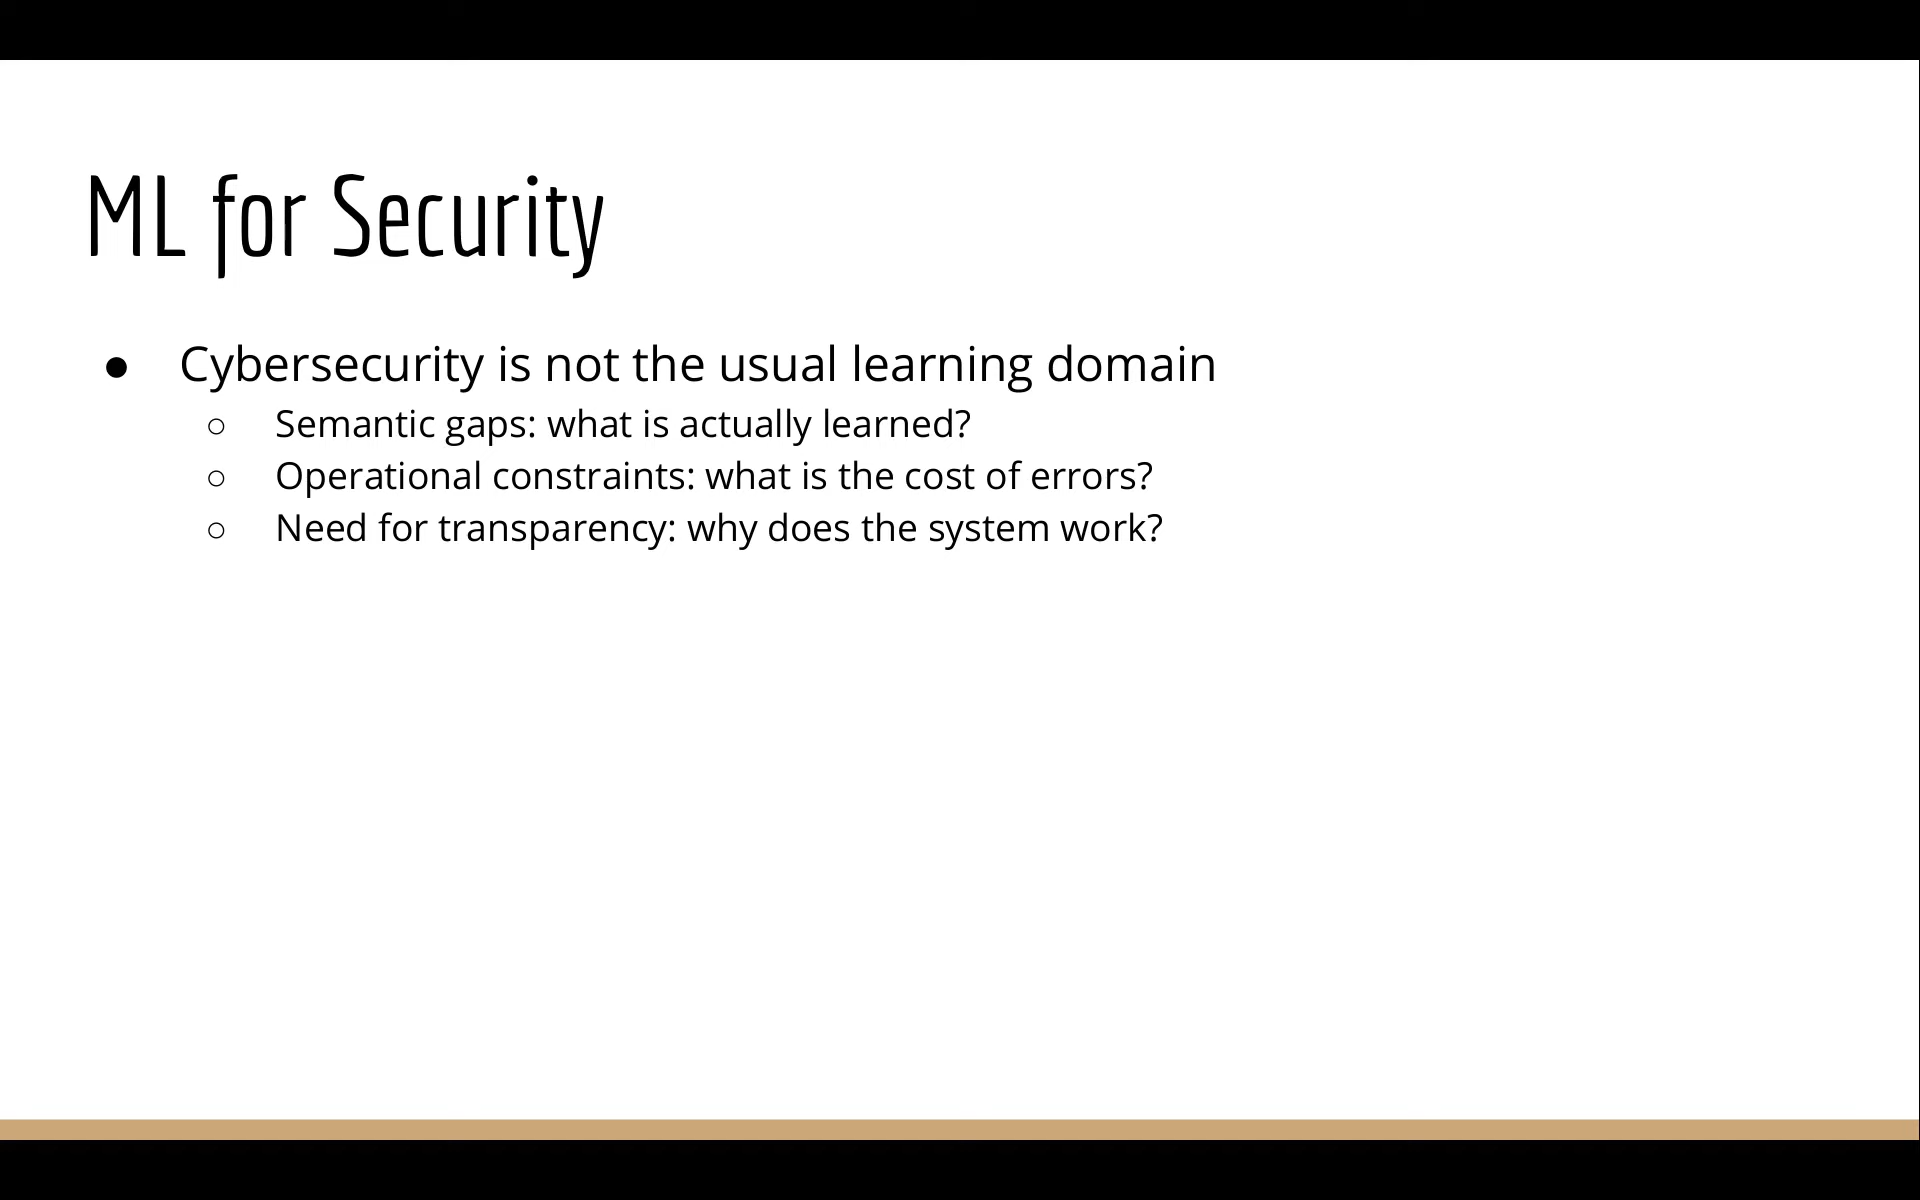 ML for Security
● Cybersecurity is not the usual learning domain
○ Semantic gaps: what is actually learned?
○ Operational constraints: what is the cost of errors?
○ Need for transparency: why does the system work?